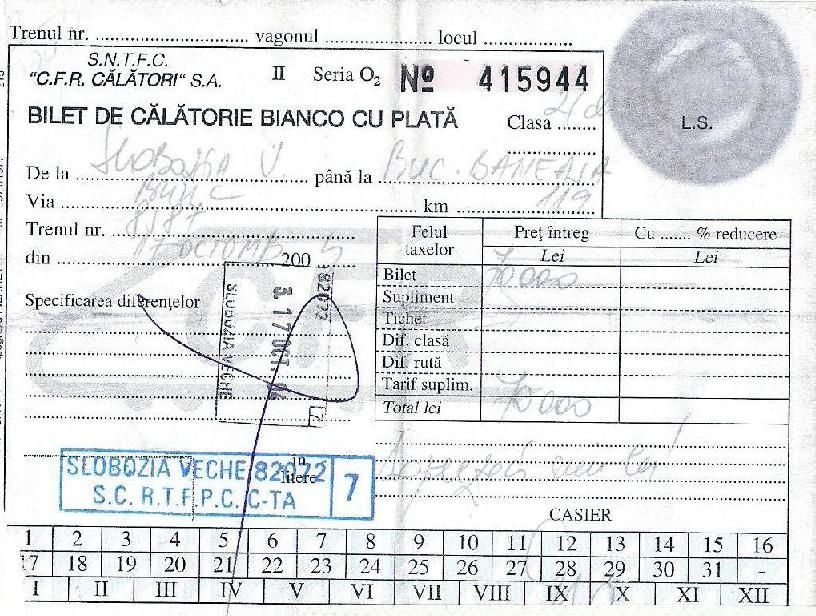 Trenul nr. .................... vagonul .................... locul ....................
S.N.T.F.C.
"C.F.R. CĂLĂTORI" S.A. II Seria O2 Nº 415944
BILET DE CĂLĂTORIE BIANCO CU PLATĂ Clasa ........
L.S.
De la Slobozia V. până la BUC. BANEASA
Via .................... km 119
Trenul nr. ....................
din 17 OCTOMB 200
Felul taxelor Preţ întreg Cu ....... % reducere
Lei Lei
Bilet 70000
Specificarea diferenţelor
Supliment
Tichet
Dif. clasă
Dif. rută
Tarif suplim.
Total lei 70000
82072
17 OCT.
SLOBOZIA VECHE
în litere
SLOBOZIA VECHE 82072 7
S.C. R.T.F.P.C. C-TA
CASIER
1 2 3 4 5 6 7 8 9 10 11 12 13 14 15 16
17 18 19 20 21 22 23 24 25 26 27 28 29 30 31 -
I II III IV V VI VII VIII IX X XI XII